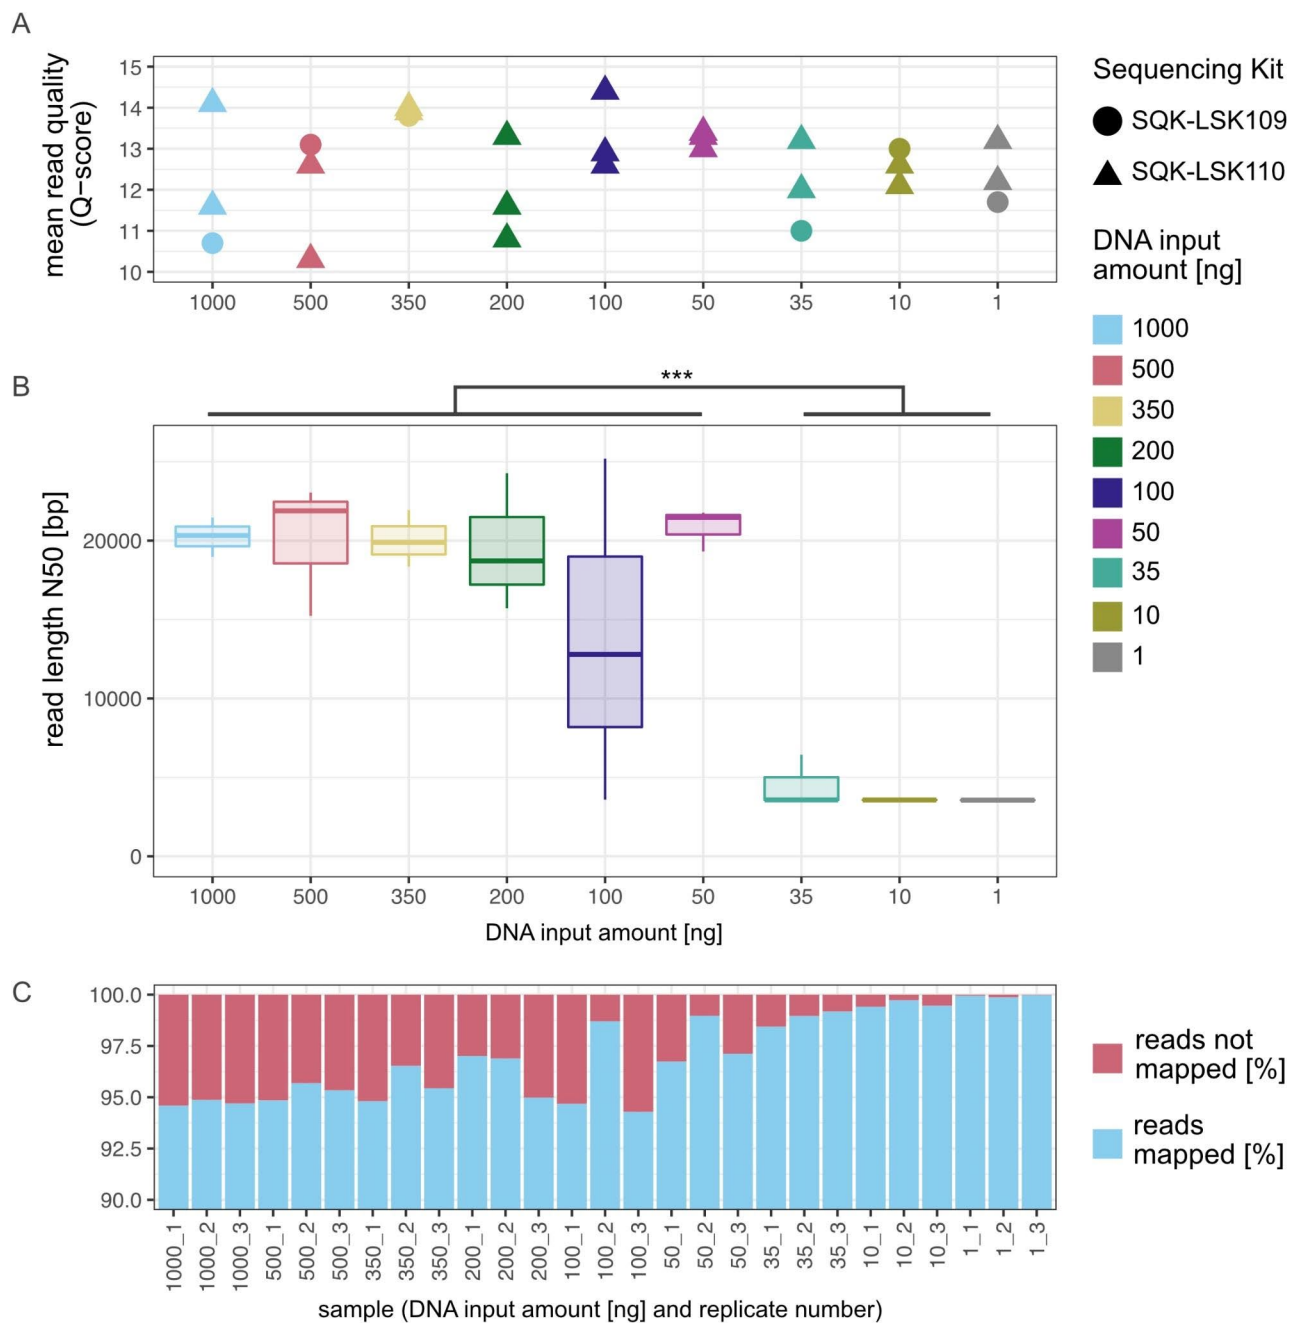 A
mean read quality
(Q−score)
15
14
13
12
11
10
1000 500 350 200 100 50 35 10 1
Sequencing Kit
SQK-LSK109
SQK-LSK110
DNA input
amount [ng]
1000
500
350
200
100
50
35
10
1
B
***
read length N50 [bp]
20000
10000
0
1000 500 350 200 100 50 35 10 1
DNA input amount [ng]
C
100.0
97.5
95.0
92.5
90.0
1000_1 1000_2 1000_3 500_1 500_2 500_3 350_1 350_2 350_3 200_1 200_2 200_3 100_1 100_2 100_3 50_1 50_2 50_3 35_1 35_2 35_3 10_1 10_2 10_3 1_1 1_2 1_3
sample (DNA input amount [ng] and replicate number)
reads not
mapped [%]
reads
mapped [%]